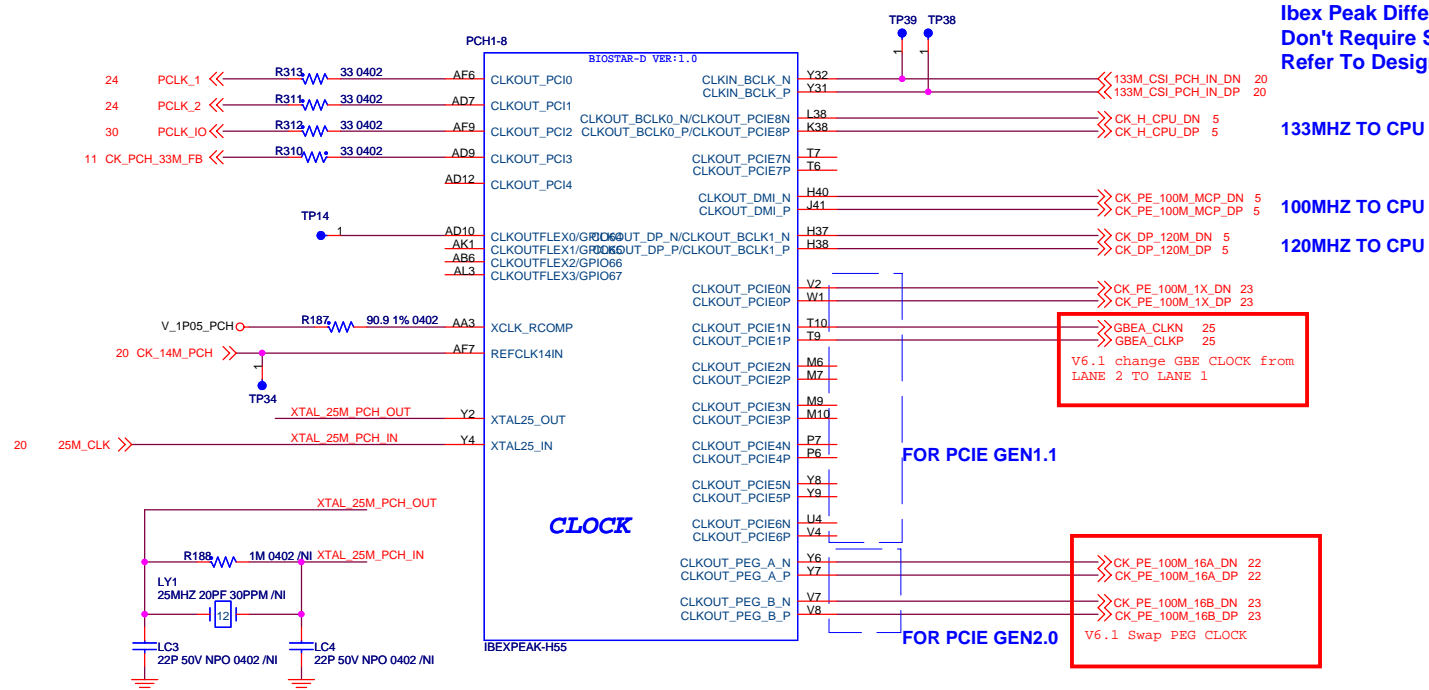 Ibex Peak Diffe
Don't Require S
Refer To Desig
TP39 TP38
1 1
PCH1-8
BIOSTAR-D VER:1.0
24 PCLK_1 R313 33 0402 AF6 CLKOUT_PCI0
24 PCLK_2 R311 33 0402 AD7 CLKOUT_PCI1
30 PCLK_IO R312 33 0402 AF9 CLKOUT_PCI2
11 CK_PCH_33M_FB R310 33 0402 AD9 CLKOUT_PCI3
AD12 CLKOUT_PCI4
TP14 1 AD10 CLKOUTFLEX0/GPIO64
AK1 CLKOUTFLEX1/GPIO65
AB6 CLKOUTFLEX2/GPIO66
AL3 CLKOUTFLEX3/GPIO67
V_1P05_PCH R187 90.9 1% 0402 AA3 XCLK_RCOMP
20 CK_14M_PCH AF7 REFCLK14IN
1
TP34
XTAL_25M_PCH_OUT Y2 XTAL25_OUT
20 25M_CLK XTAL_25M_PCH_IN Y4 XTAL25_IN
CLKIN_BCLK_N Y32 133M_CSI_PCH_IN_DN 20
CLKIN_BCLK_P Y31 133M_CSI_PCH_IN_DP 20
CLKOUT_BCLK0_N/CLKOUT_PCIE8N L38 CK_H_CPU_DN 5
CLKOUT_BCLK0_P/CLKOUT_PCIE8P K38 CK_H_CPU_DP 5
133MHZ TO CPU
CLKOUT_PCIE7N T7
CLKOUT_PCIE7P T6
CLKOUT_DMI_N H40 CK_PE_100M_MCP_DN 5
CLKOUT_DMI_P J41 CK_PE_100M_MCP_DP 5
100MHZ TO CPU
CLKOUT_DP_N/CLKOUT_BCLK1_N H37 CK_DP_120M_DN 5
CLKOUT_DP_P/CLKOUT_BCLK1_P H38 CK_DP_120M_DP 5
120MHZ TO CPU
CLKOUT_PCIE0N V2 CK_PE_100M_1X_DN 23
CLKOUT_PCIE0P W1 CK_PE_100M_1X_DP 23
CLKOUT_PCIE1N T10 GBEA_CLKN 25
CLKOUT_PCIE1P T9 GBEA_CLKP 25
V6.1 change GBE CLOCK from
LANE 2 TO LANE 1
CLKOUT_PCIE2N M6
CLKOUT_PCIE2P M7
CLKOUT_PCIE3N M9
CLKOUT_PCIE3P M10
CLKOUT_PCIE4N P7
CLKOUT_PCIE4P P6
FOR PCIE GEN1.1
CLKOUT_PCIE5N Y8
CLKOUT_PCIE5P Y9
CLKOUT_PCIE6N U4
CLKOUT_PCIE6P V4
CLKOUT_PEG_A_N Y6 CK_PE_100M_16A_DN 22
CLKOUT_PEG_A_P Y7 CK_PE_100M_16A_DP 22
CLKOUT_PEG_B_N V7 CK_PE_100M_16B_DN 23
CLKOUT_PEG_B_P V8 CK_PE_100M_16B_DP 23
FOR PCIE GEN2.0
V6.1 Swap PEG CLOCK
CLOCK
IBEXPEAK-H55
XTAL_25M_PCH_OUT
R188 1M 0402 /NI XTAL_25M_PCH_IN
LY1
25MHZ 20PF 30PPM /NI
12
LC3
22P 50V NPO 0402 /NI
LC4
22P 50V NPO 0402 /NI